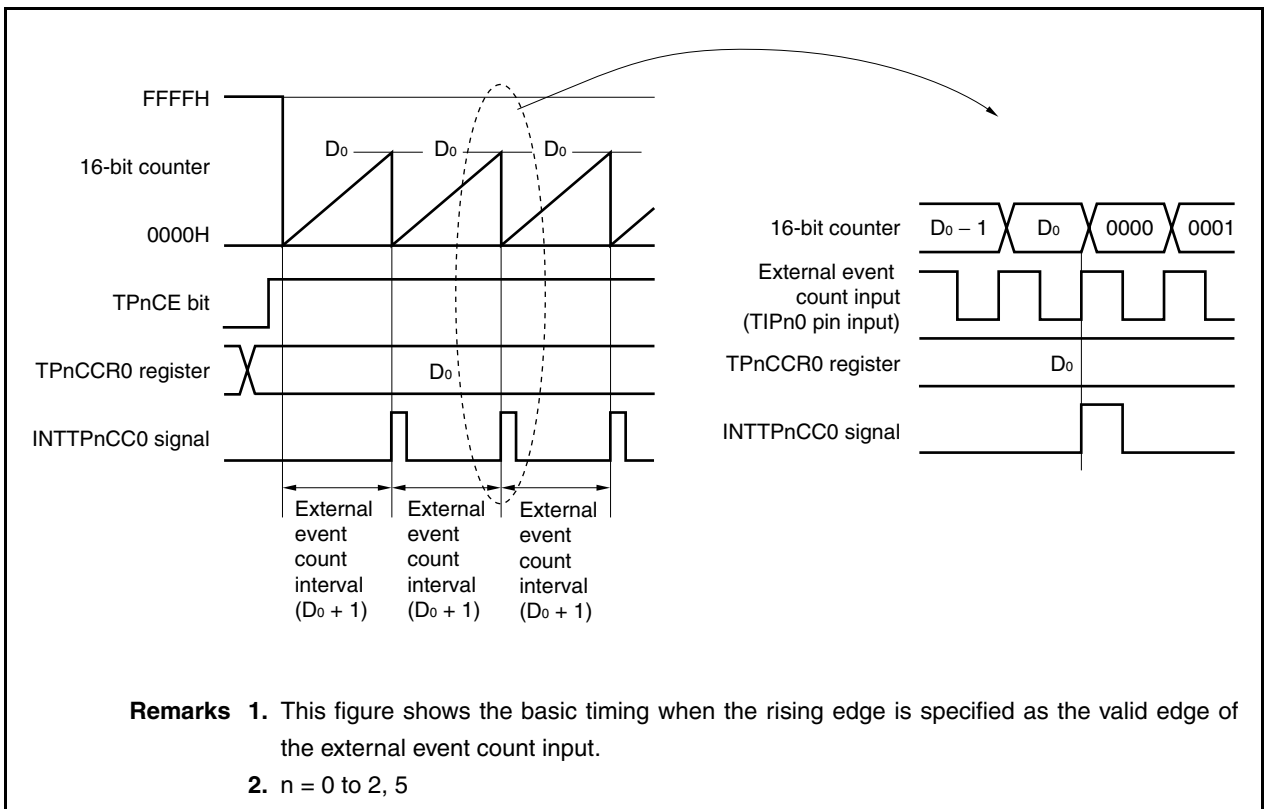 FFFFH
16-bit counter
0000H
D0
D0
D0
TPnCE bit
TPnCCR0 register
D0
INTTPnCC0 signal
External
event
count
interval
(D0 + 1)
External
event
count
interval
(D0 + 1)
External
event
count
interval
(D0 + 1)
16-bit counter
D0 − 1
D0
0000
0001
External event
count input
(TIPn0 pin input)
TPnCCR0 register
D0
INTTPnCC0 signal
Remarks 1. This figure shows the basic timing when the rising edge is specified as the valid edge of
the external event count input.
2. n = 0 to 2, 5